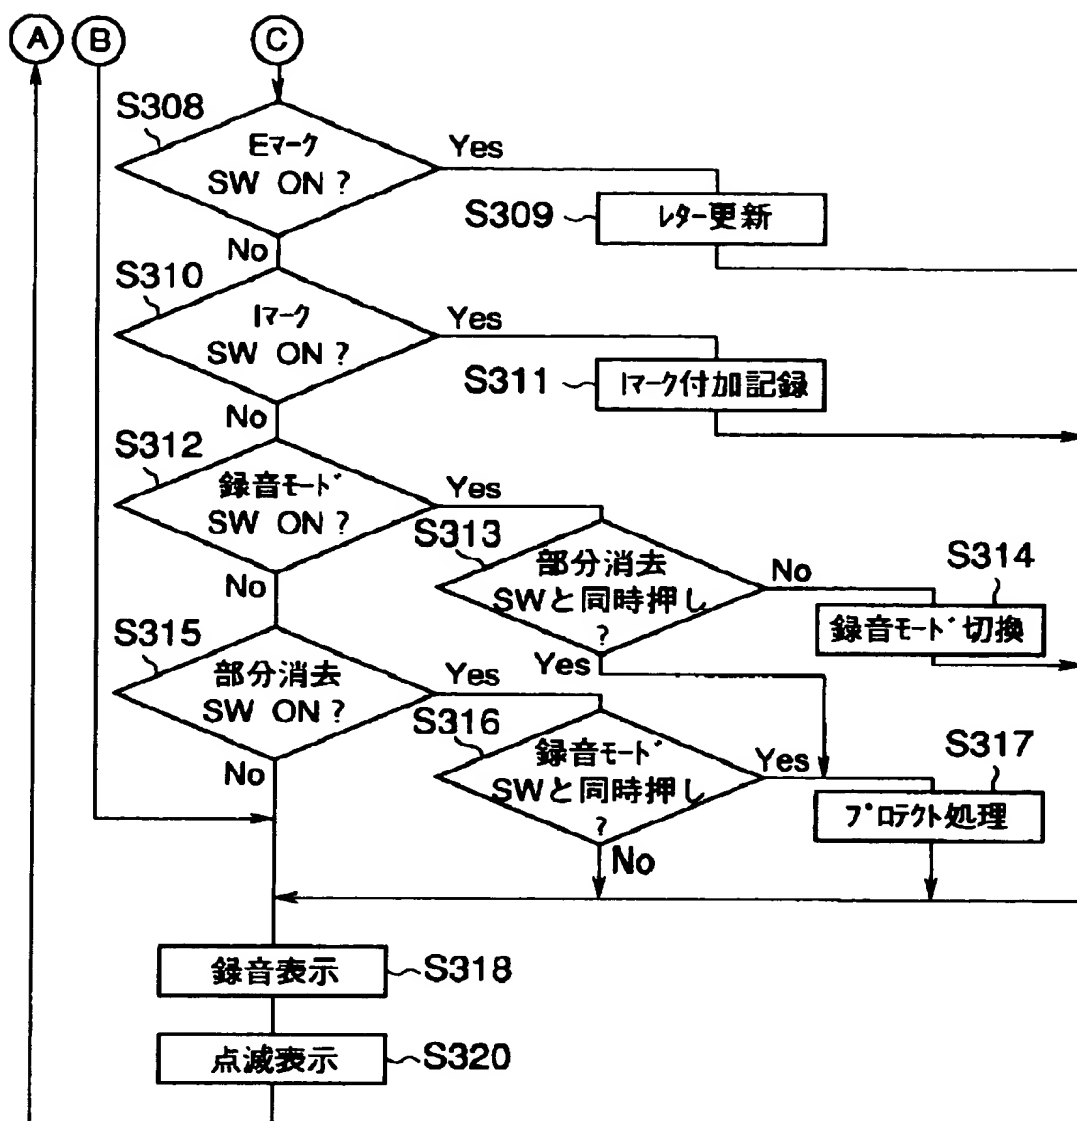 A B C
S308
Eﾏｰｸ
SW ON ?
Yes
S309
ﾚﾀｰ更新
No
S310
Iﾏｰｸ
SW ON ?
Yes
S311
Iﾏｰｸ付加記録
No
S312
録音ﾓｰﾄﾞ
SW ON ?
Yes
S313
部分消去
SWと同時押し
?
No
S314
録音ﾓｰﾄﾞ切換
Yes
No
S315
部分消去
SW ON ?
Yes
S316
録音ﾓｰﾄﾞ
SWと同時押し
?
Yes
S317
ﾌﾟﾛﾃｸﾄ処理
No
No
録音表示
S318
点滅表示
S320